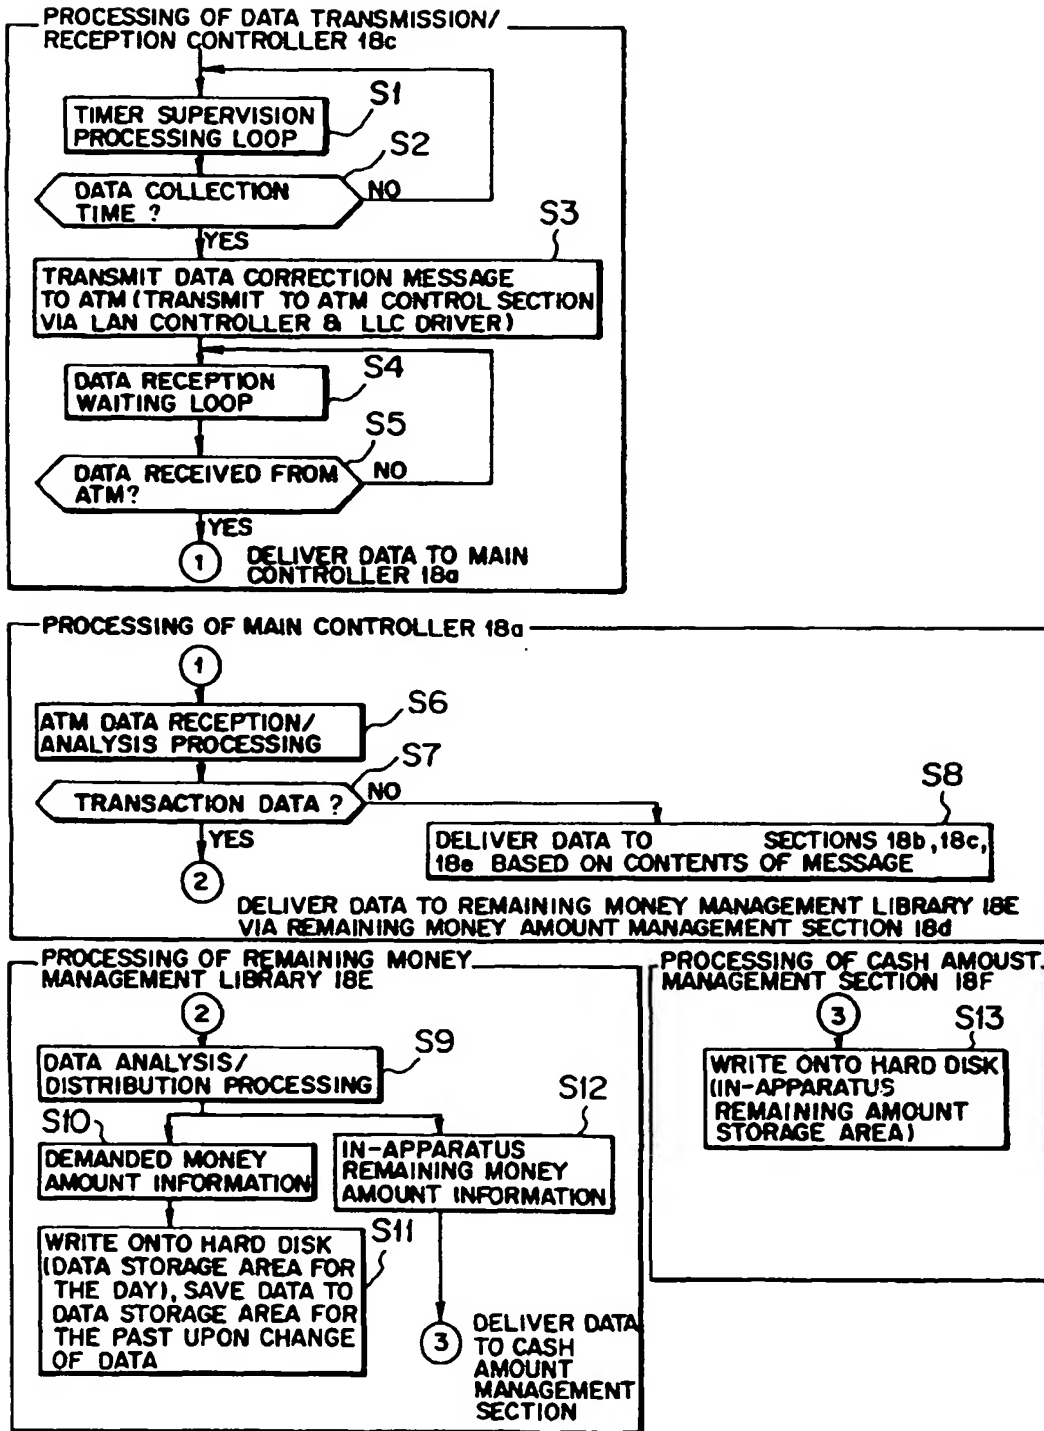 PROCESSING OF DATA TRANSMISSION/
RECEPTION CONTROLLER 18c
S1
TIMER SUPERVISION
PROCESSING LOOP
S2
DATA COLLECTION
TIME ?
NO
YES
S3
TRANSMIT DATA CORRECTION MESSAGE
TO ATM (TRANSMIT TO ATM CONTROL SECTION
VIA LAN CONTROLLER & LLC DRIVER)
S4
DATA RECEPTION
WAITING LOOP
S5
DATA RECEIVED FROM
ATM?
NO
YES
1
DELIVER DATA TO MAIN
CONTROLLER 18a
PROCESSING OF MAIN CONTROLLER 18a
1
S6
ATM DATA RECEPTION/
ANALYSIS PROCESSING
S7
TRANSACTION DATA ?
NO
S8
DELIVER DATA TO SECTIONS 18b, 18c,
18e BASED ON CONTENTS OF MESSAGE
YES
2
DELIVER DATA TO REMAINING MONEY MANAGEMENT LIBRARY 18E
VIA REMAINING MONEY AMOUNT MANAGEMENT SECTION 18d
PROCESSING OF REMAINING MONEY
MANAGEMENT LIBRARY 18E
2
S9
DATA ANALYSIS/
DISTRIBUTION PROCESSING
S10
DEMANDED MONEY
AMOUNT INFORMATION
S12
IN-APPARATUS
REMAINING MONEY
AMOUNT INFORMATION
S11
WRITE ONTO HARD DISK
(DATA STORAGE AREA FOR
THE DAY), SAVE DATA TO
DATA STORAGE AREA FOR
THE PAST UPON CHANGE
OF DATA
3
DELIVER DATA
TO CASH
AMOUNT
MANAGEMENT
SECTION
PROCESSING OF CASH AMOUST
MANAGEMENT SECTION 18F
3
S13
WRITE ONTO HARD DISK
(IN-APPARATUS
REMAINING AMOUNT
STORAGE AREA)